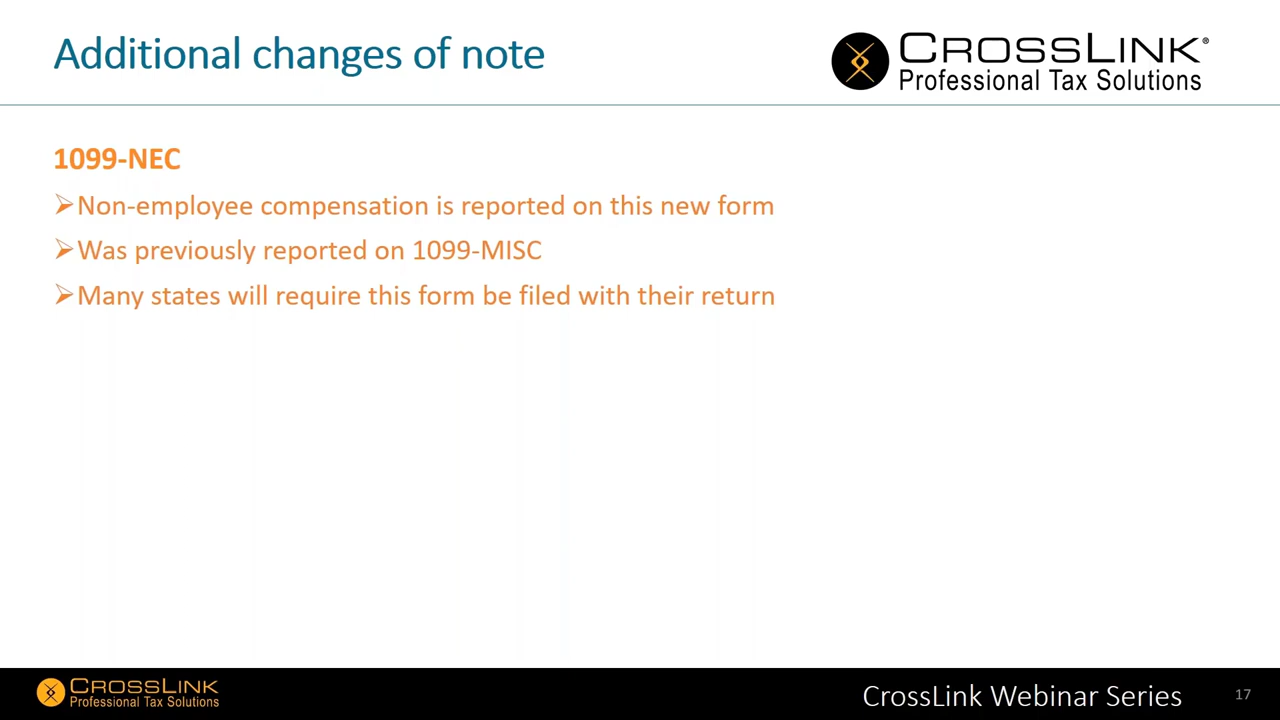 Additional changes of note
CROSSLINK®
Professional Tax Solutions
1099-NEC
➢Non-employee compensation is reported on this new form
➢Was previously reported on 1099-MISC
➢Many states will require this form be filed with their return
CROSSLINK
Professional Tax Solutions
CrossLink Webinar Series
17